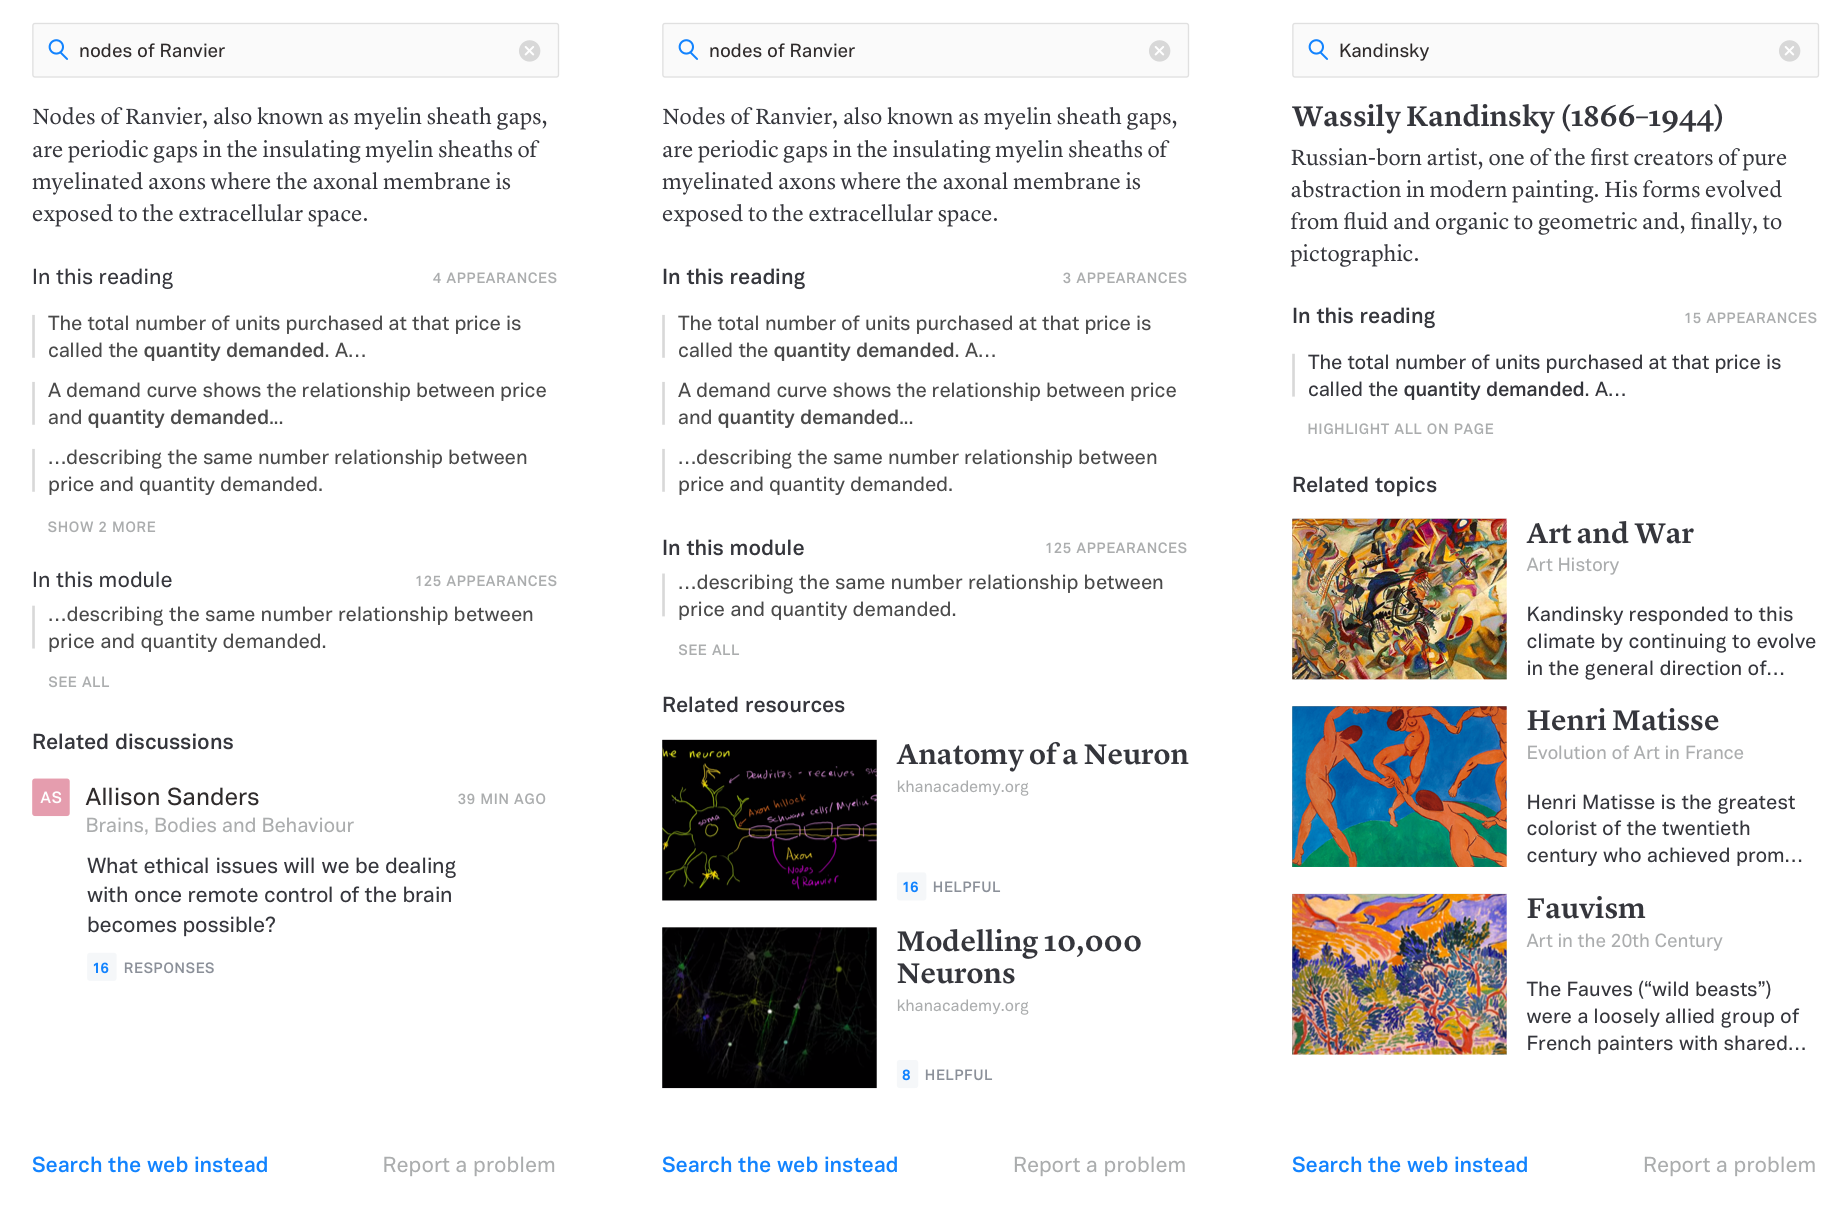 nodes of Ranvier
Nodes of Ranvier, also known as myelin sheath gaps,
are periodic gaps in the insulating myelin sheaths of
myelinated axons where the axonal membrane is
exposed to the extracellular space.
In this reading
4 APPEARANCES
The total number of units purchased at that price is
called the quantity demanded. A...
A demand curve shows the relationship between price
and quantity demanded...
...describing the same number relationship between
price and quantity demanded.
SHOW 2 MORE
In this module
125 APPEARANCES
...describing the same number relationship between
price and quantity demanded.
SEE ALL
Related discussions
AS
Allison Sanders
39 MIN AGO
Brains, Bodies and Behaviour
What ethical issues will we be dealing
with once remote control of the brain
becomes possible?
16 RESPONSES
Search the web instead
Report a problem
nodes of Ranvier
Nodes of Ranvier, also known as myelin sheath gaps,
are periodic gaps in the insulating myelin sheaths of
myelinated axons where the axonal membrane is
exposed to the extracellular space.
In this reading
3 APPEARANCES
The total number of units purchased at that price is
called the quantity demanded. A...
A demand curve shows the relationship between price
and quantity demanded...
...describing the same number relationship between
price and quantity demanded.
In this module
125 APPEARANCES
...describing the same number relationship between
price and quantity demanded.
SEE ALL
Related resources
neuron
Dendrites - receives
Axon hillock
Schwann cells/Myelin
soma
Axon
Nodes
of Ranvier
Anatomy of a Neuron
khanacademy.org
16 HELPFUL
Modelling 10,000
Neurons
khanacademy.org
8 HELPFUL
Search the web instead
Report a problem
Kandinsky
Wassily Kandinsky (1866–1944)
Russian-born artist, one of the first creators of pure
abstraction in modern painting. His forms evolved
from fluid and organic to geometric and, finally, to
pictographic.
In this reading
15 APPEARANCES
The total number of units purchased at that price is
called the quantity demanded. A...
HIGHLIGHT ALL ON PAGE
Related topics
Art and War
Art History
Kandinsky responded to this
climate by continuing to evolve
in the general direction of...
Henri Matisse
Evolution of Art in France
Henri Matisse is the greatest
colorist of the twentieth
century who achieved prom...
Fauvism
Art in the 20th Century
The Fauves (“wild beasts”)
were a loosely allied group of
French painters with shared...
Search the web instead
Report a problem